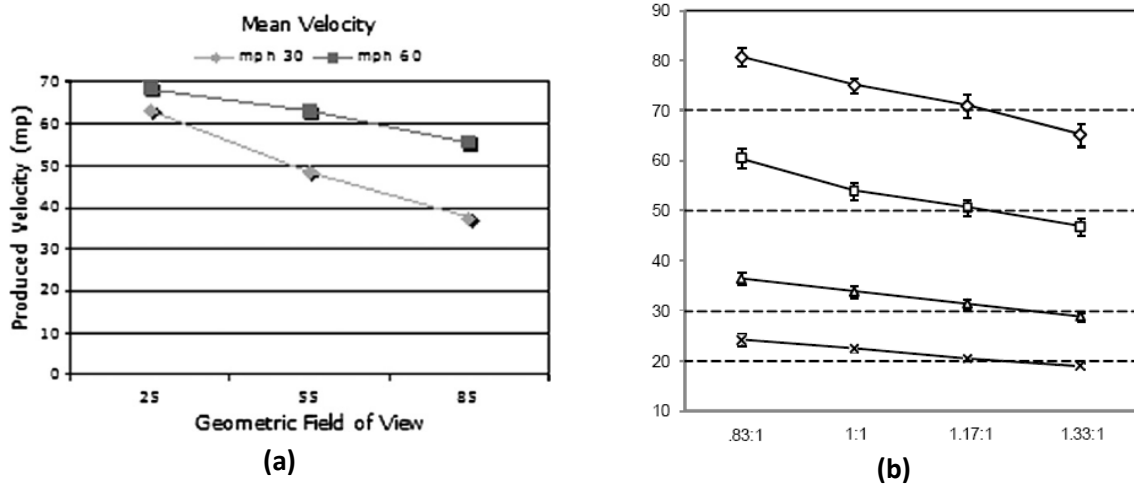 Mean Velocity
mph 30 mph 60
Produced Velocity (mp)
70
60
50
40
30
20
10
0
25 55 85
Geometric Field of View
(a)
90
80
70
60
50
40
30
20
10
.83:1 1:1 1.17:1 1.33:1
(b)